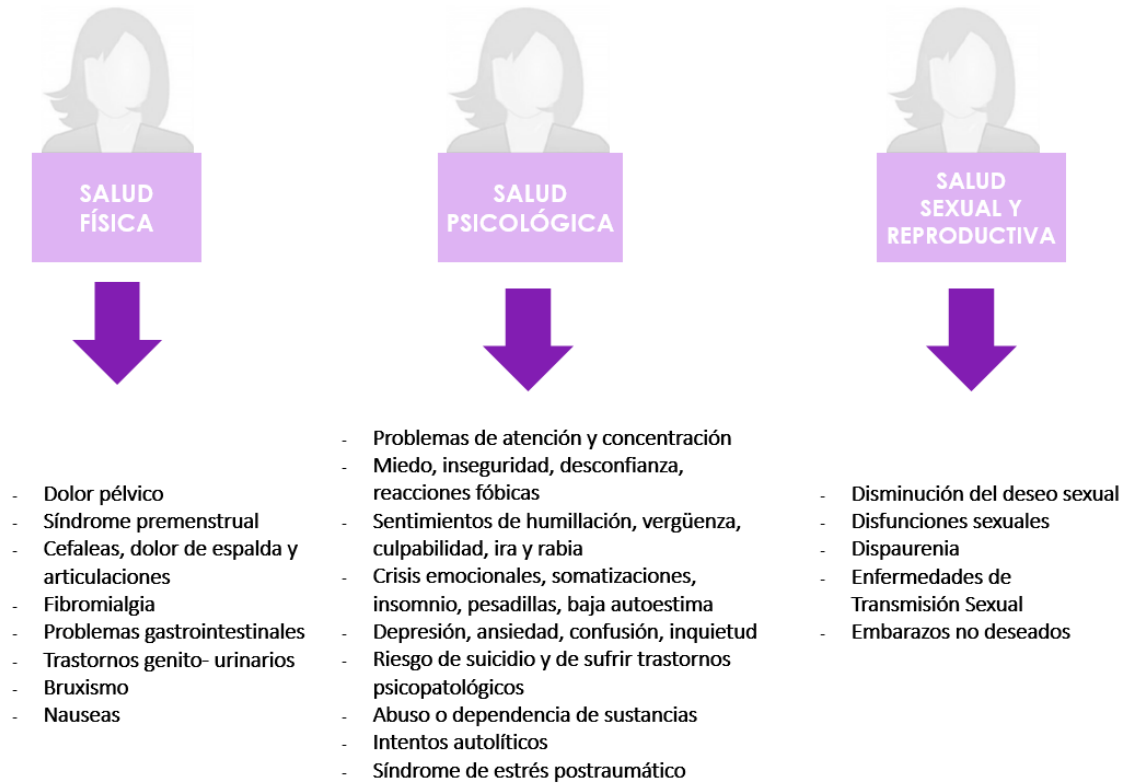 SALUD
FÍSICA
- Dolor pélvico
- Síndrome premenstrual
- Cefaleas, dolor de espalda y
articulaciones
- Fibromialgia
- Problemas gastrointestinales
- Trastornos genito- urinarios
- Bruxismo
- Nauseas
SALUD
PSICOLÓGICA
- Problemas de atención y concentración
- Miedo, inseguridad, desconfianza,
reacciones fóbicas
- Sentimientos de humillación, vergüenza,
culpabilidad, ira y rabia
- Crisis emocionales, somatizaciones,
insomnio, pesadillas, baja autoestima
- Depresión, ansiedad, confusión, inquietud
- Riesgo de suicidio y de sufrir trastornos
psicopatológicos
- Abuso o dependencia de sustancias
- Intentos autolíticos
- Síndrome de estrés postraumático
SALUD
SEXUAL Y
REPRODUCTIVA
- Disminución del deseo sexual
- Disfunciones sexuales
- Dispaurenia
- Enfermedades de
Transmisión Sexual
- Embarazos no deseados